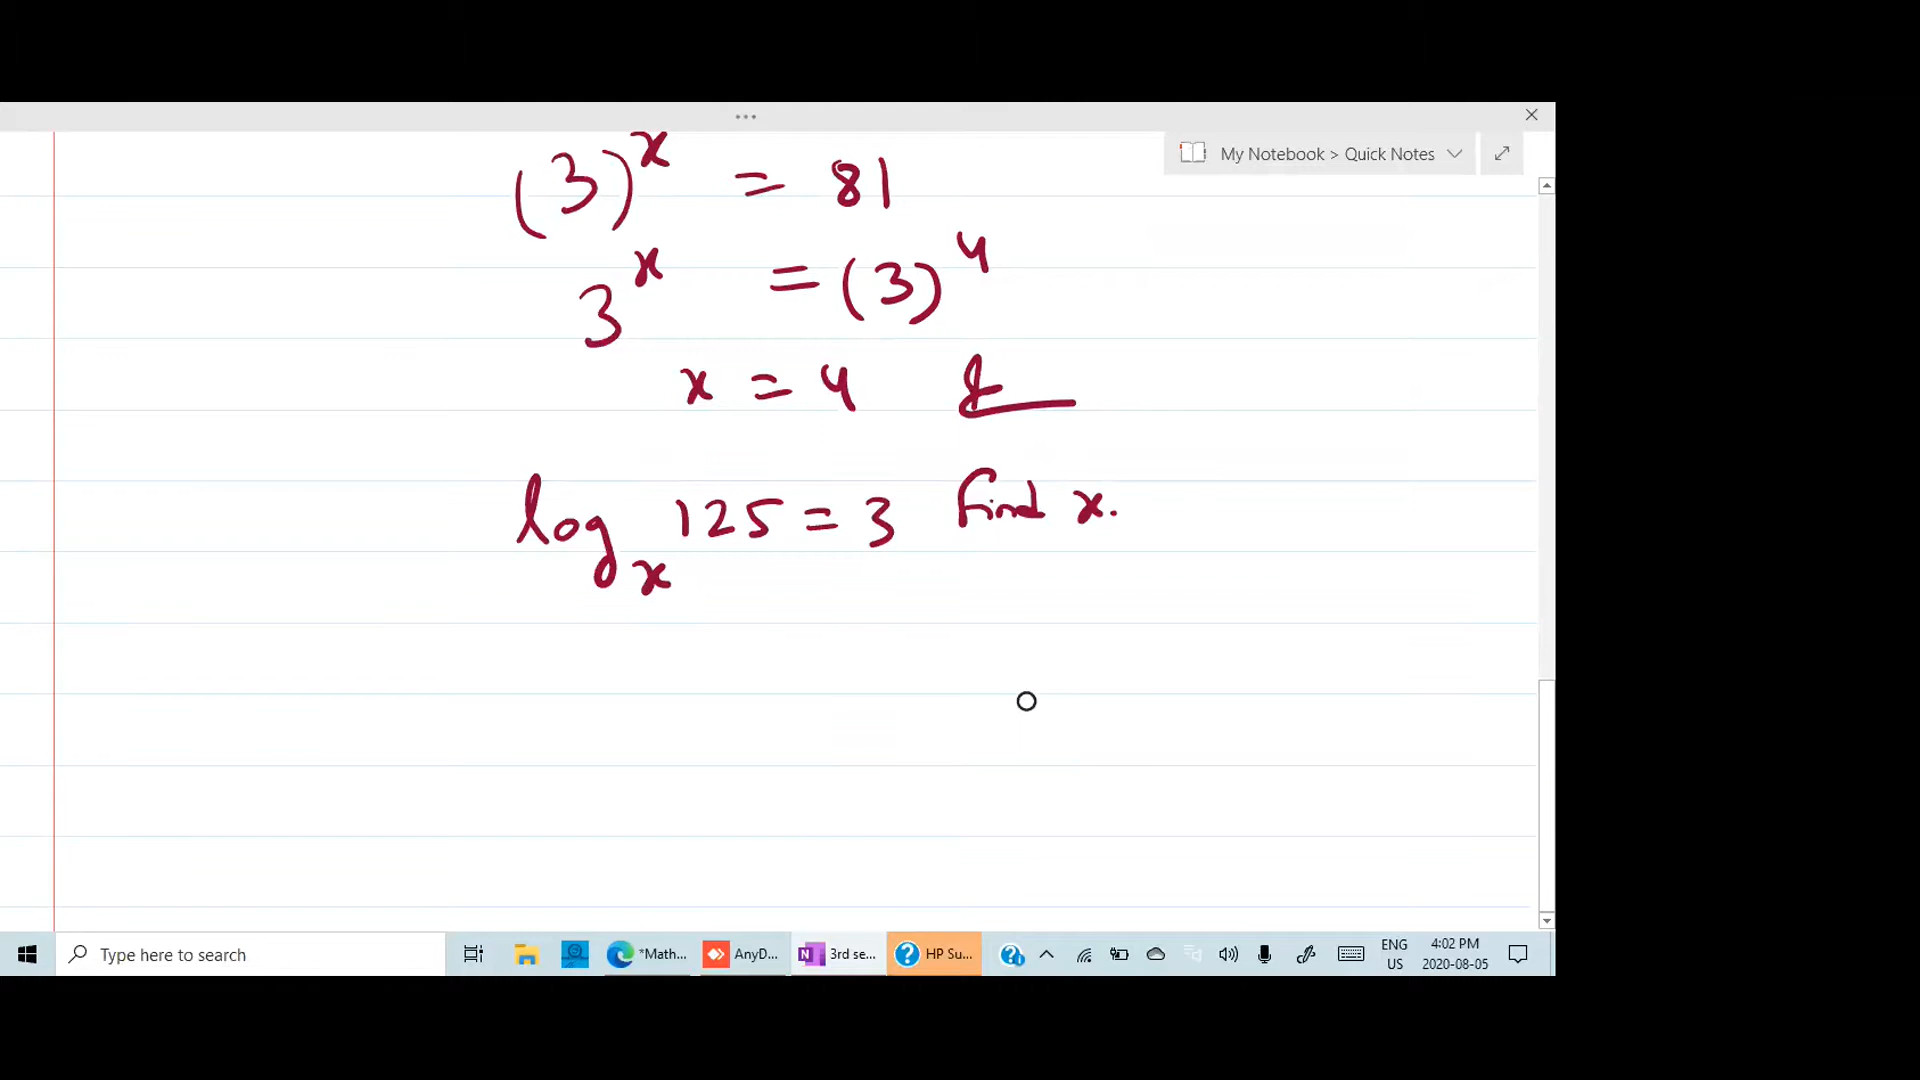 My Notebook > Quick Notes
(3)^x = 81
3^x = (3)^4
x = 4
log_x 125 = 3 find x.
Type here to search
*Math...
AnyD...
3rd se...
HP Su...
ENG
US
4:02 PM
2020-08-05